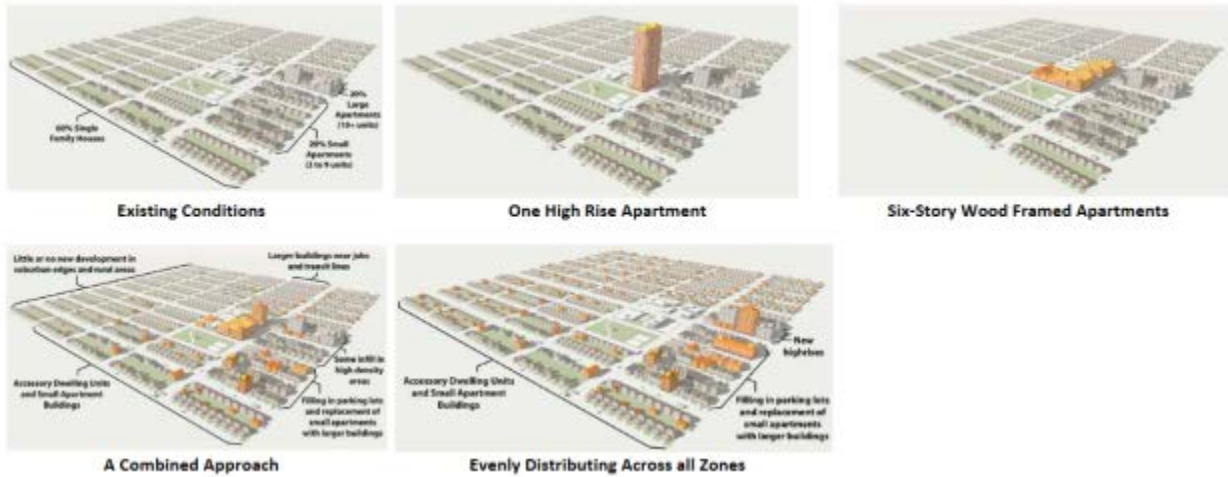 60% Single
Family Houses
20%
Large
Apartments
(10+ units)
20% Small
Apartments
(2 to 9 units)
Existing Conditions
One High Rise Apartment
Six-Story Wood Framed Apartments
Little or no new development in
suburban edges and rural areas
Larger buildings near jobs
and transit lines
Accessory Dwelling Units
and Small Apartment
Buildings
Some infill in
high density
areas
Filling in parking lots
and replacement of
small apartments
with larger buildings
A Combined Approach
Accessory Dwelling Units
and Small Apartment
Buildings
New
highrises
Filling in parking lots
and replacement of
small apartments
with larger buildings
Evenly Distributing Across all Zones